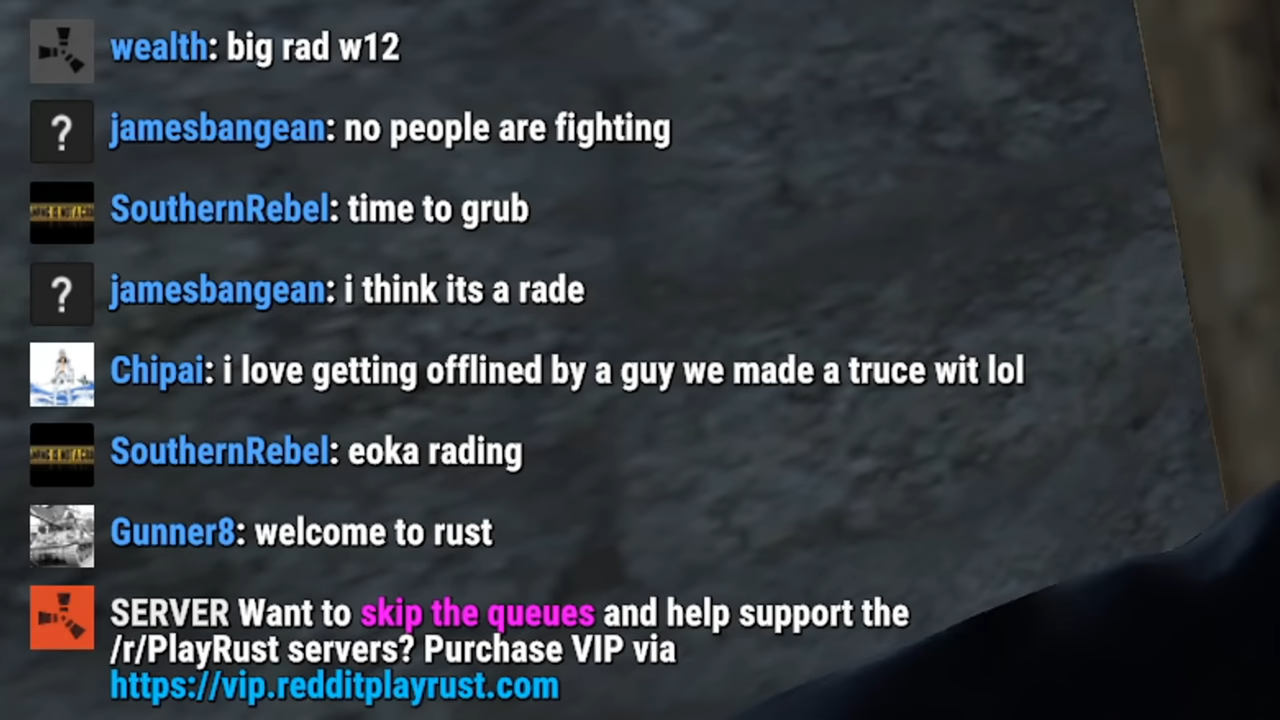 wealth: big rad w12
? jamesbangean: no people are fighting
SouthernRebel: time to grub
? jamesbangean: i think its a rade
Chipai: i love getting offlined by a guy we made a truce wit lol
SouthernRebel: eoka rading
Gunner8: welcome to rust
SERVER Want to skip the queues and help support the
/r/PlayRust servers? Purchase VIP via
https://vip.redditplayrust.com